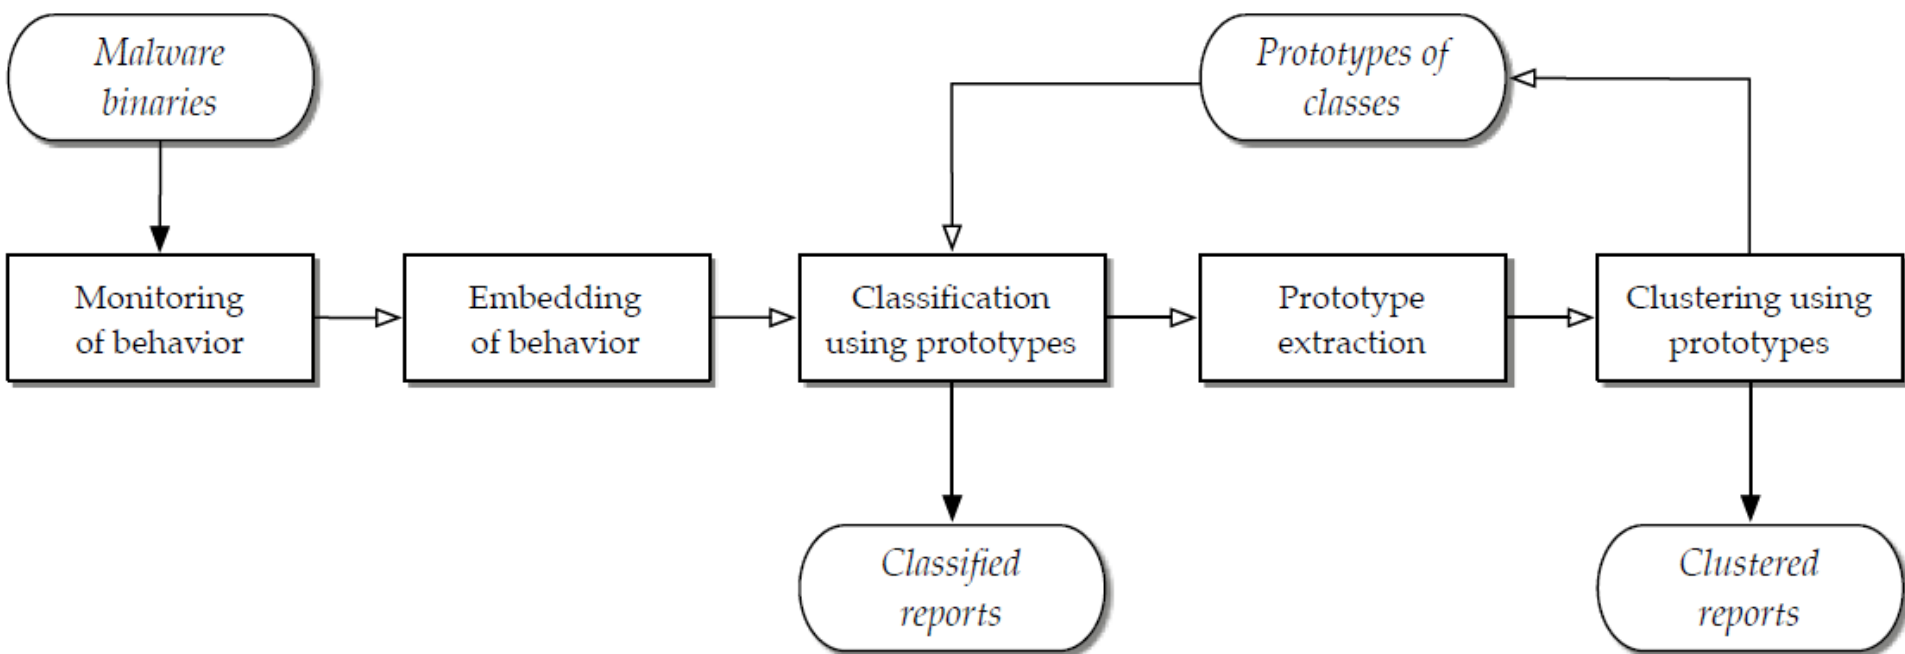 Malware
binaries
Prototypes of
classes
Monitoring
of behavior
Embedding
of behavior
Classification
using prototypes
Prototype
extraction
Clustering using
prototypes
Classified
reports
Clustered
reports